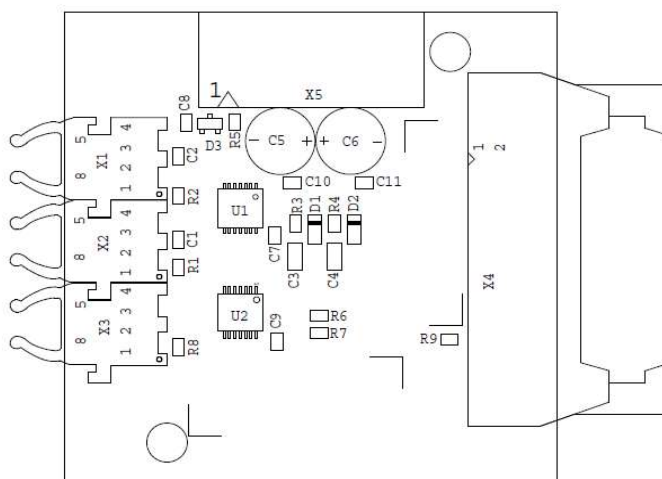 1
X5
C8
D3
R5
C5
C6
- + + -
5 4
X1
3
8 1 2
C2
C10
C11
R2
U1
R3
D1
R4
D2
1 2
5 4
X2
3
8 1 2
C1
C7
R1
C3
C4
X4
5 4
X3
3
8 1 2
U2
R6
R7
C9
R8
R9